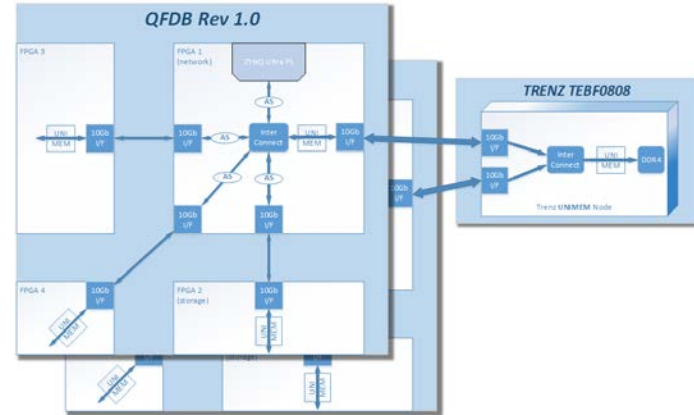 QFDB Rev 1.0
FPGA 3
FPGA 1
(network)
ZYNQ Ultra PS
AS
UNI
MEM
10Gb
I/F
10Gb
I/F
AS
Inter
Connect
UNI
MEM
10Gb
I/F
AS
AS
10Gb
I/F
10Gb
I/F
FPGA 4
10Gb
I/F
UNI
MEM
FPGA 2
(storage)
10Gb
I/F
UNI
MEM
10Gb
I/F
(storage)
I/F
UNI
MEM
I/F
UNI
MEM
TRENZ TEBF0808
10Gb
I/F
10Gb
I/F
Inter
Connect
UNI
MEM
DDR4
Trenz UNIMEM Node